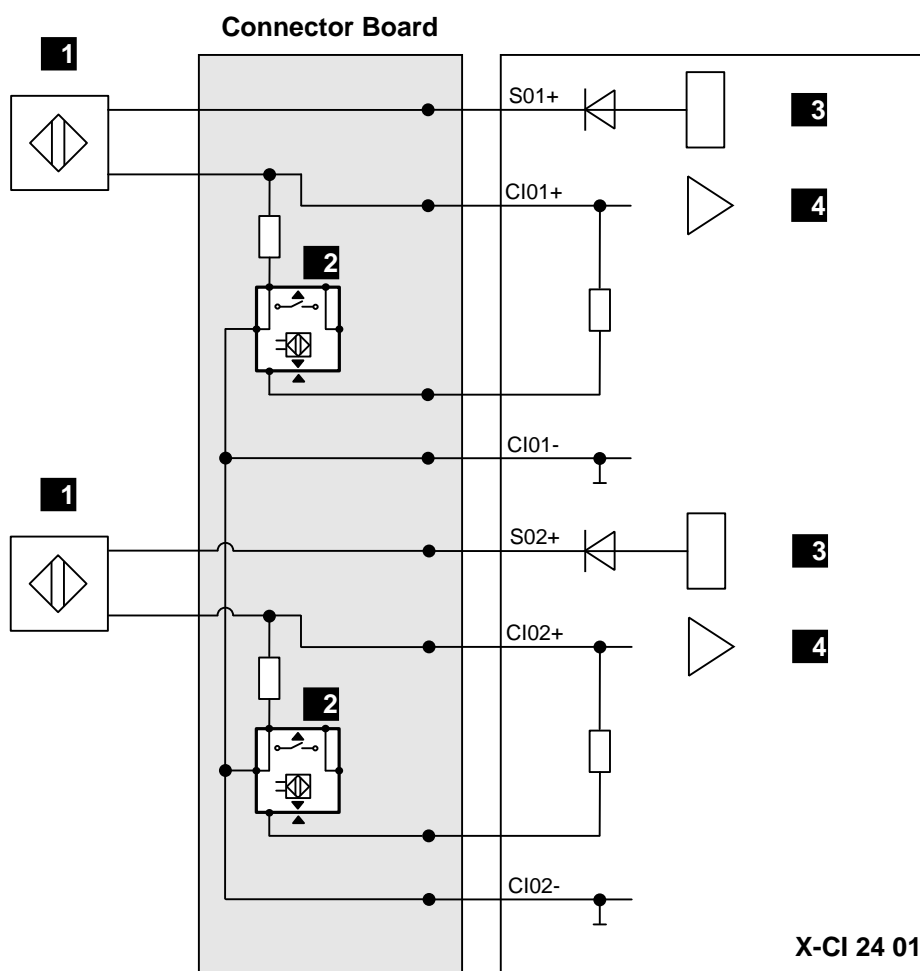 Connector Board
1
S01+
3
CI01+
4
2
CI01-
1
S02+
3
CI02+
4
2
CI02-
X-CI 24 01